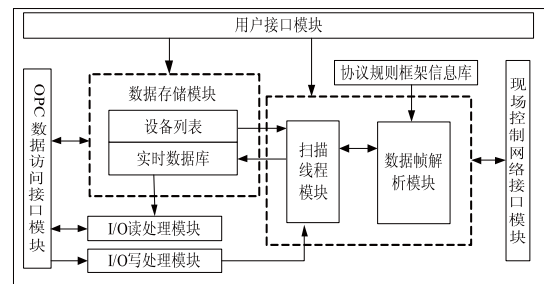 用户接口模块
协议规则框架信息库
数据存储模块
设备列表
实时数据库
OPC数据访问接口模块
扫描
线程
模块
数据帧解
析模块
现场控制网络接口模块
I/O读处理模块
I/O写处理模块